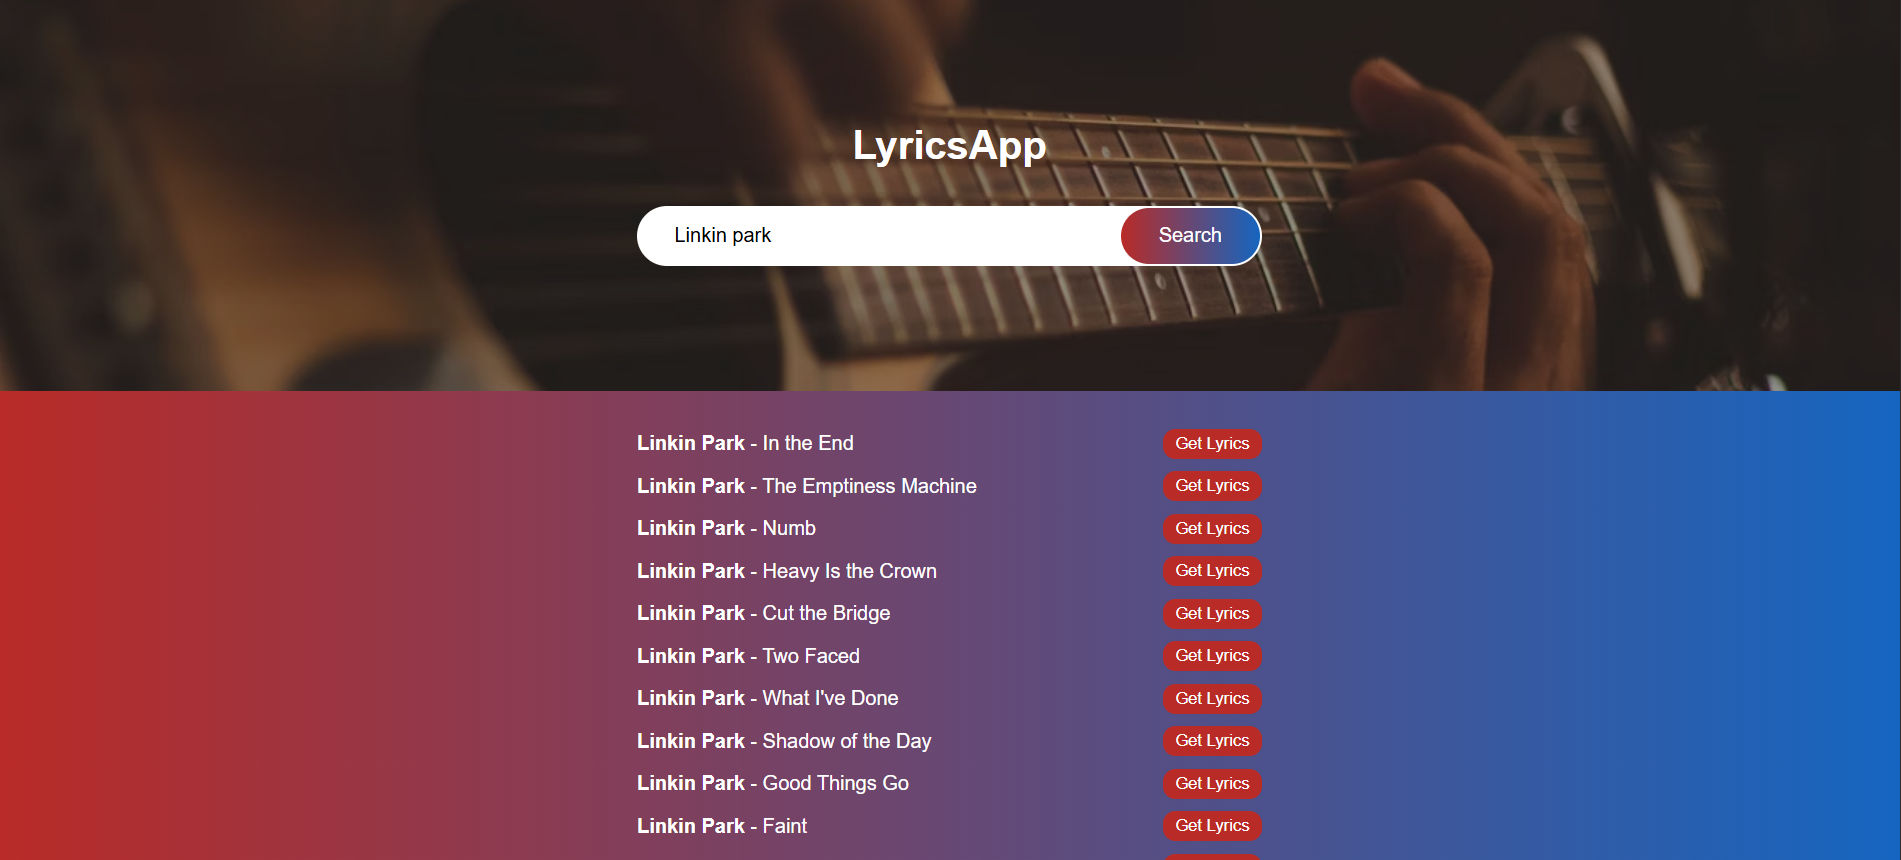 LyricsApp
Linkin park
Search
Linkin Park - In the End
Get Lyrics
Linkin Park - The Emptiness Machine
Get Lyrics
Linkin Park - Numb
Get Lyrics
Linkin Park - Heavy Is the Crown
Get Lyrics
Linkin Park - Cut the Bridge
Get Lyrics
Linkin Park - Two Faced
Get Lyrics
Linkin Park - What I've Done
Get Lyrics
Linkin Park - Shadow of the Day
Get Lyrics
Linkin Park - Good Things Go
Get Lyrics
Linkin Park - Faint
Get Lyrics